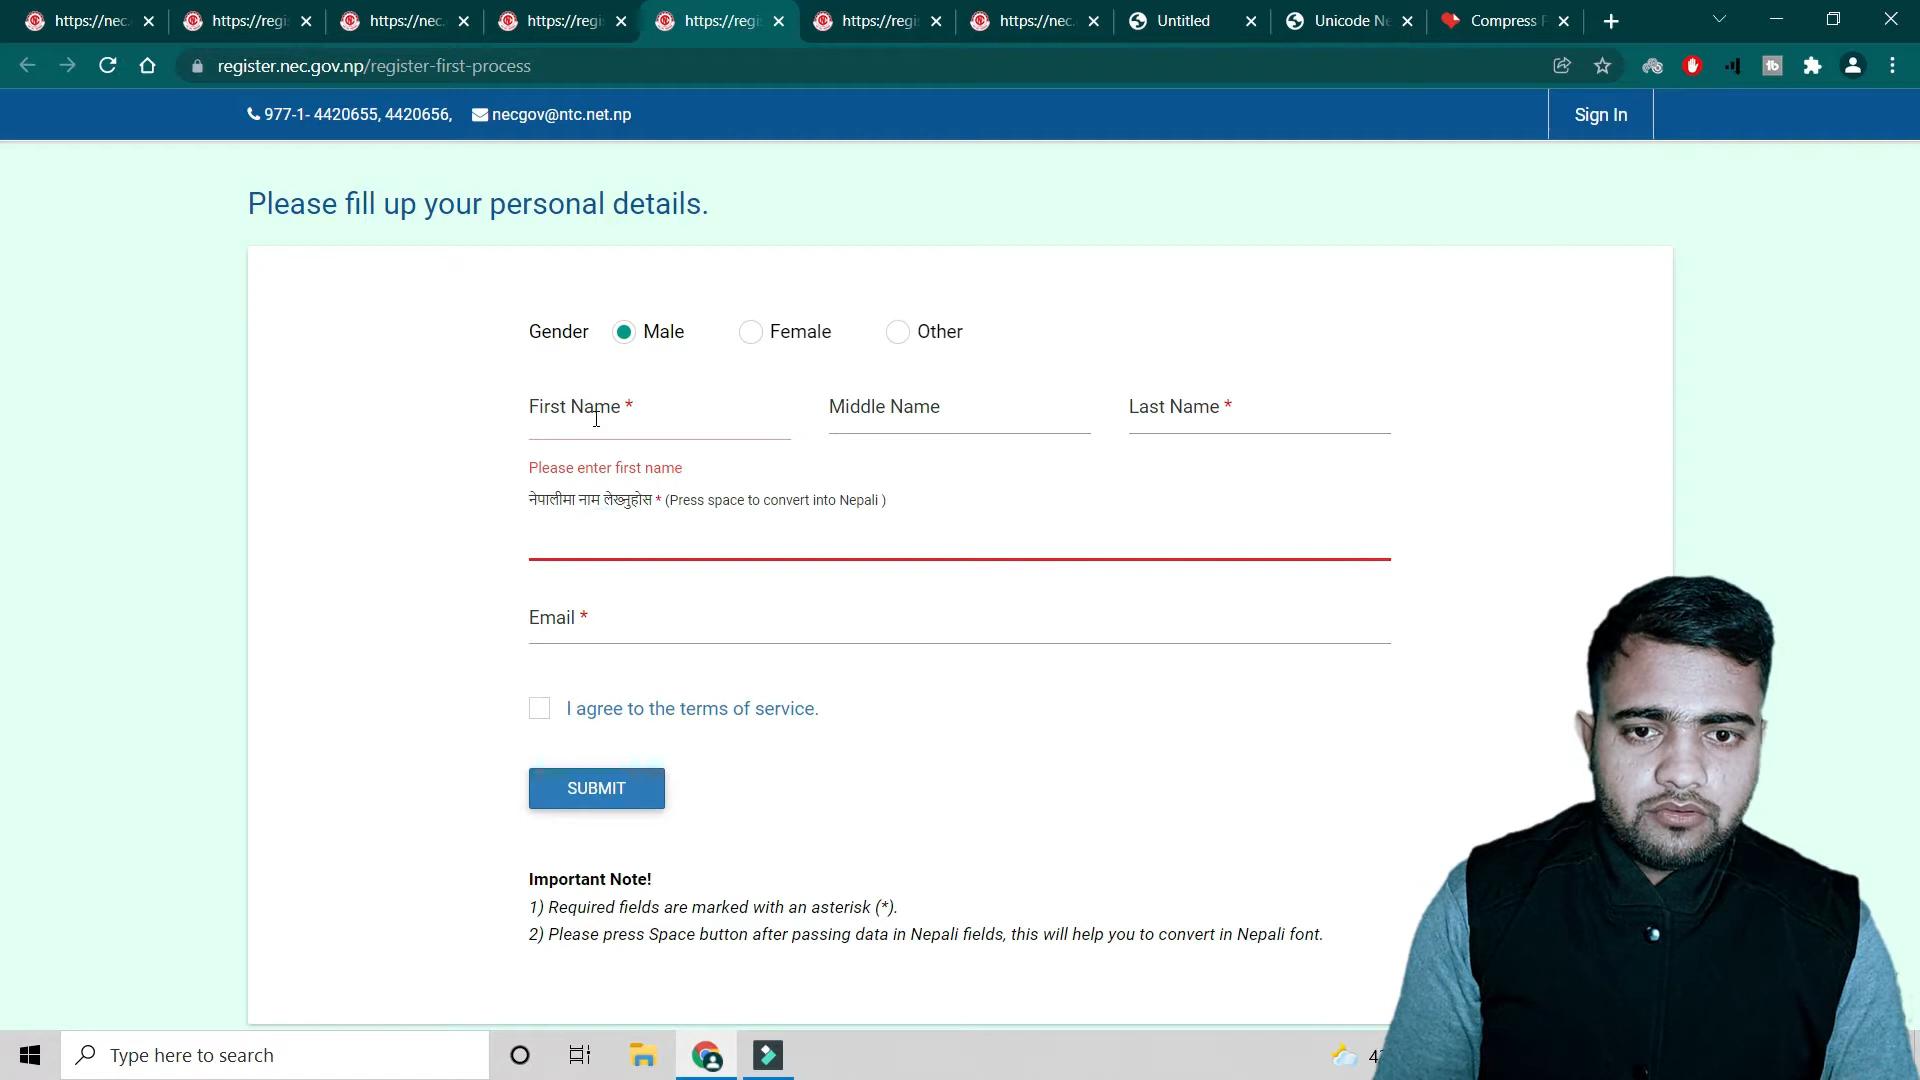 https://nec. https://regi https://nec. https://regi https://regi https://regi https://nec. Untitled Unicode Ne Compress F
register.nec.gov.np/register-first-process
977-1- 4420655, 4420656, necgov@ntc.net.np Sign In
Please fill up your personal details.
Gender Male Female Other
First Name * Middle Name Last Name *
Please enter first name
नेपालीमा नाम लेख्नुहोस * (Press space to convert into Nepali )
Email *
I agree to the terms of service.
SUBMIT
Important Note!
1) Required fields are marked with an asterisk (*).
2) Please press Space button after passing data in Nepali fields, this will help you to convert in Nepali font.
Type here to search